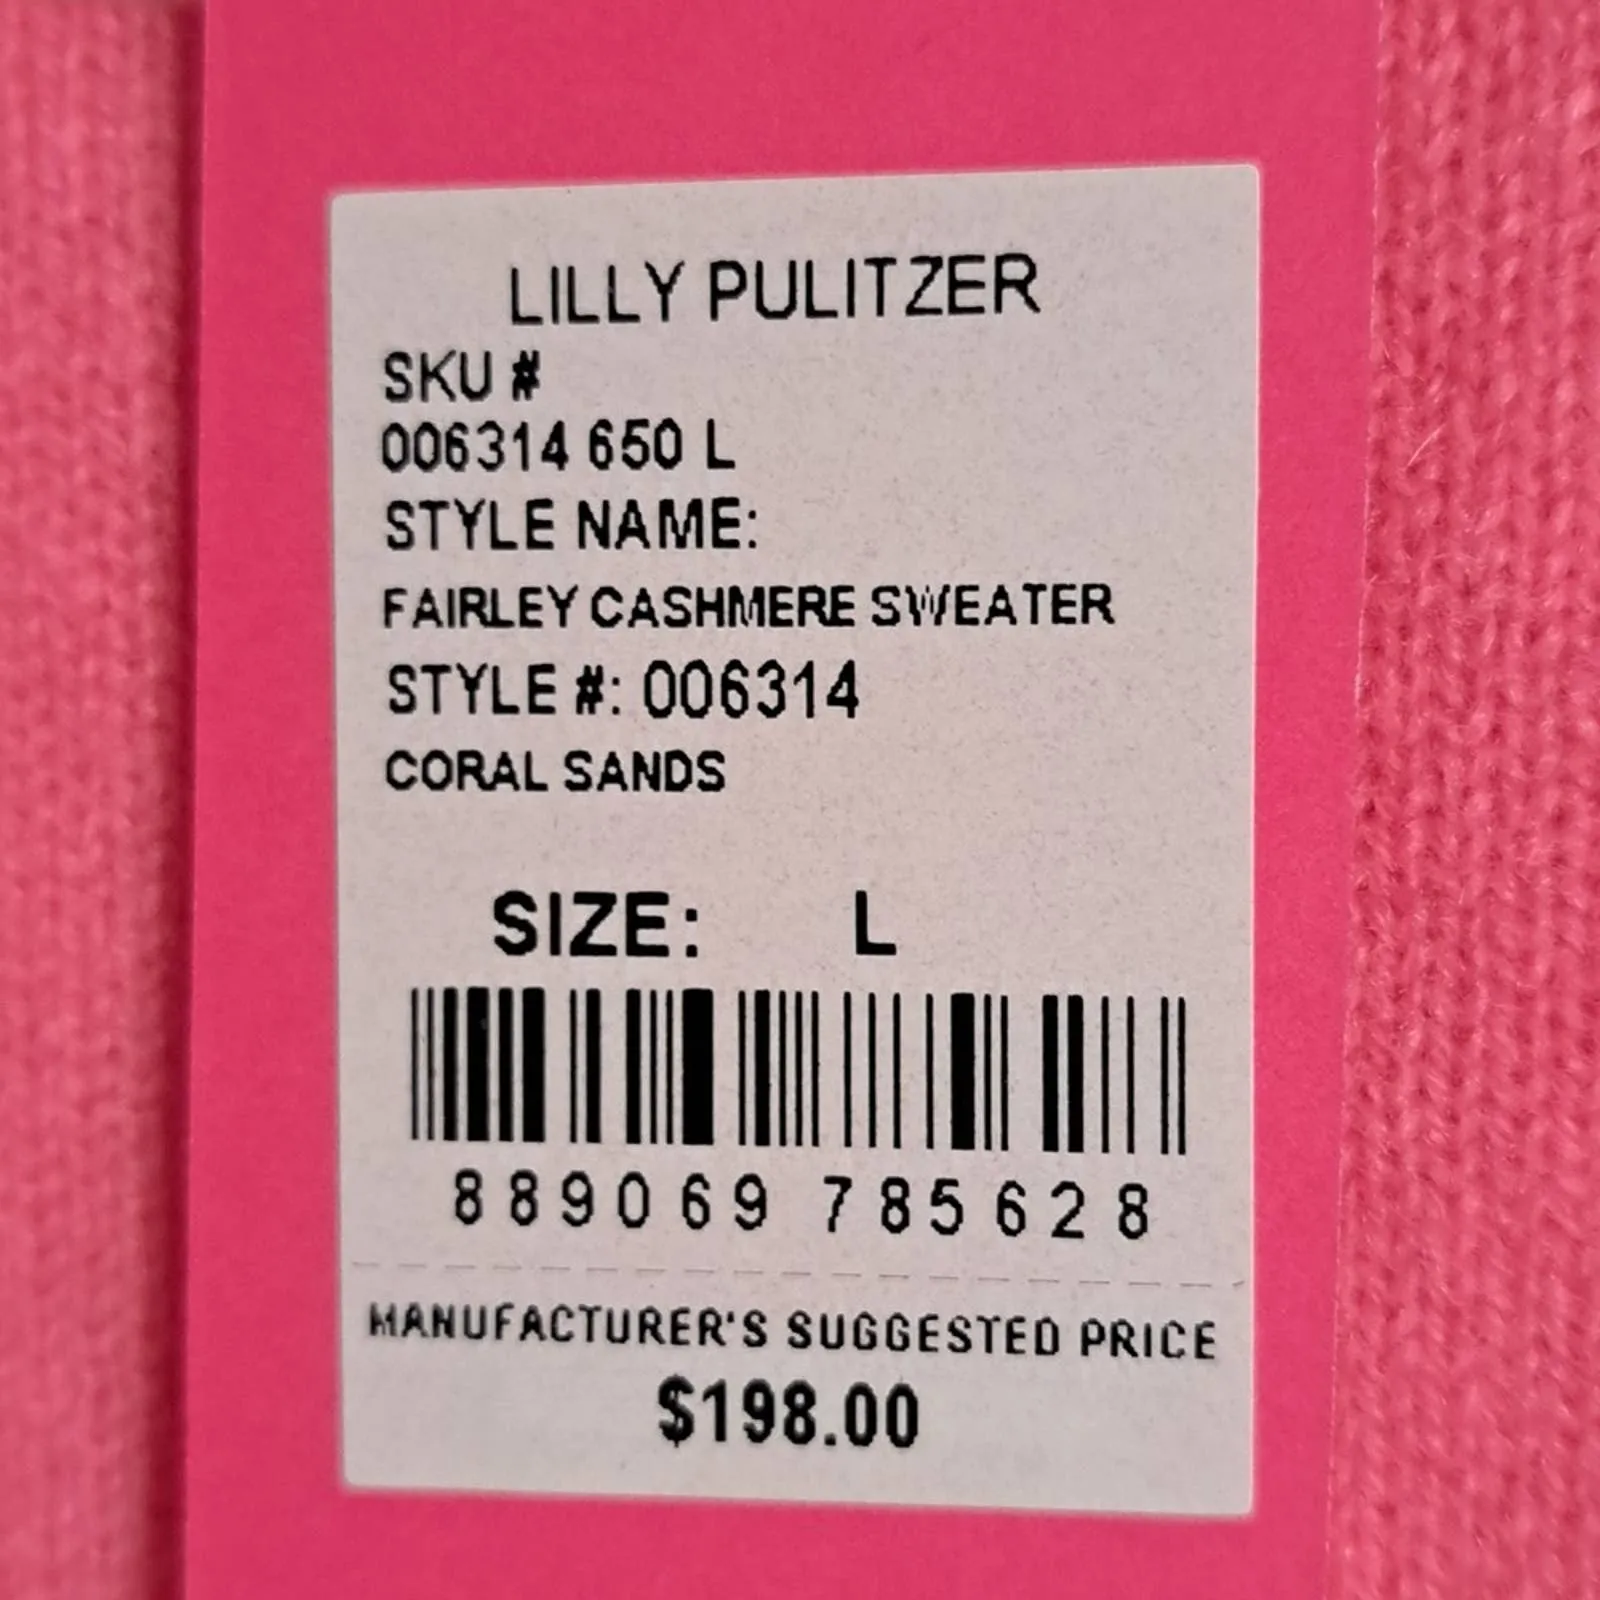 LILLY PULITZER
SKU #
006314 650 L
STYLE NAME:
FAIRLEY CASHMERE SWEATER
STYLE #: 006314
CORAL SANDS
SIZE: L
889069 785628
MANUFACTURER'S SUGGESTED PRICE
$198.00